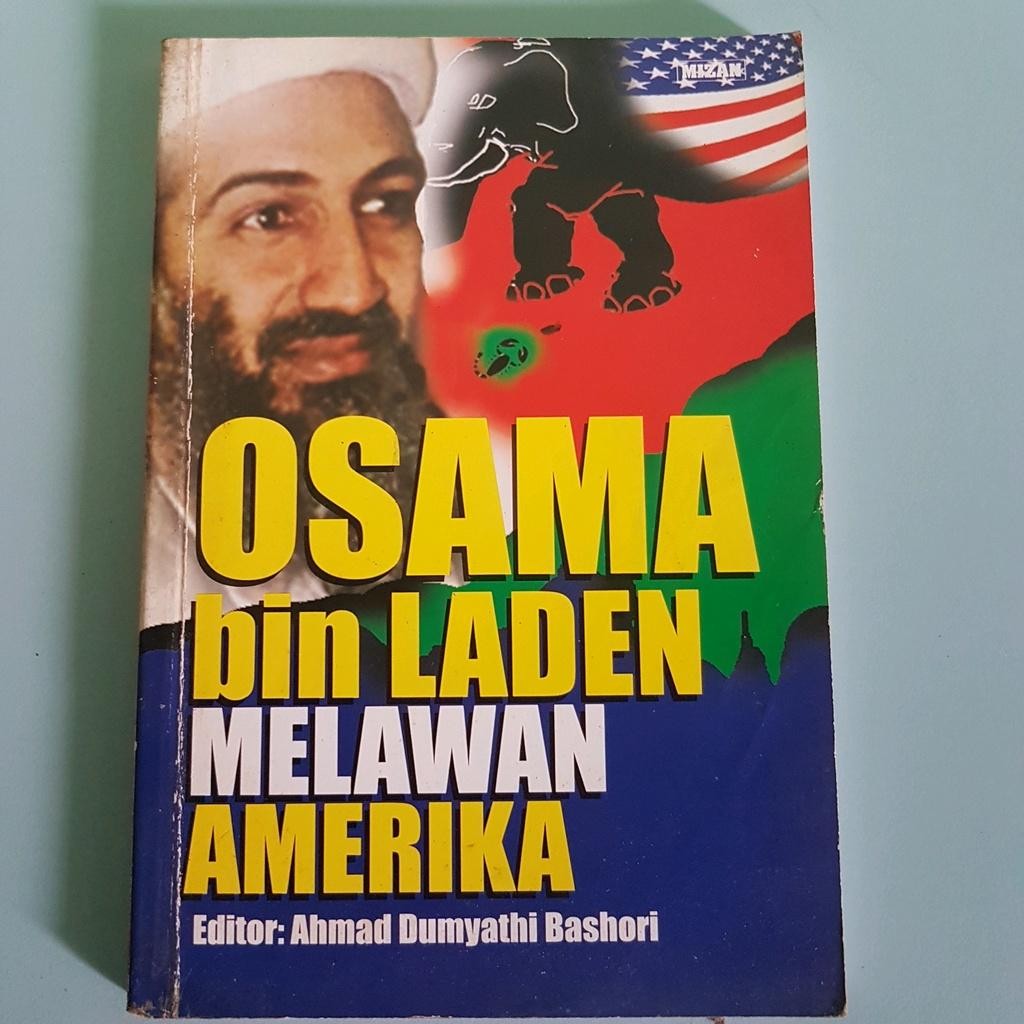 MIZAN
OSAMA
bin LADEN
MELAWAN
AMERIKA
Editor: Ahmad Dumyathi Bashori